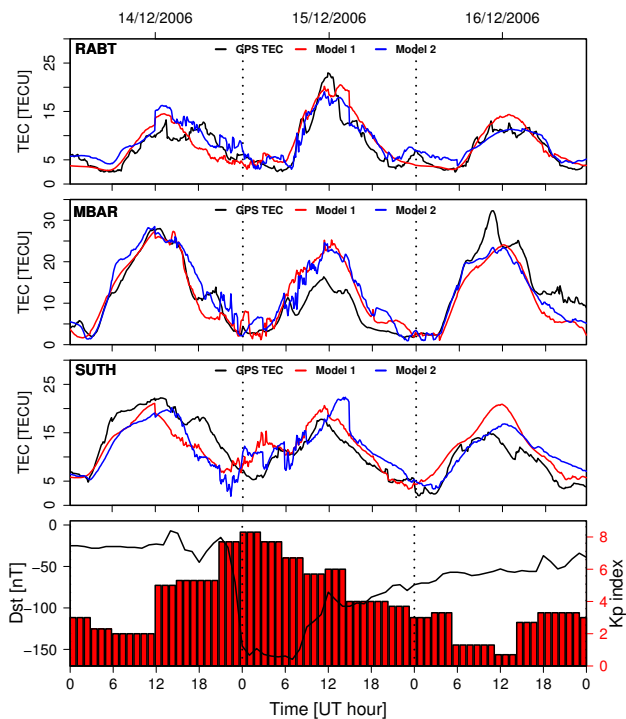 14/12/2006 15/12/2006 16/12/2006
RABT
GPS TEC Model 1 Model 2
TEC [TECU]
0 5 15 25
MBAR
GPS TEC Model 1 Model 2
TEC [TECU]
0 10 20 30
SUTH
GPS TEC Model 1 Model 2
TEC [TECU]
0 5 15 25
Dst [nT]
0 −50 −100 −150
Kp index
8 6 4 2 0
0 6 12 18 0 6 12 18 0 6 12 18 0
Time [UT hour]